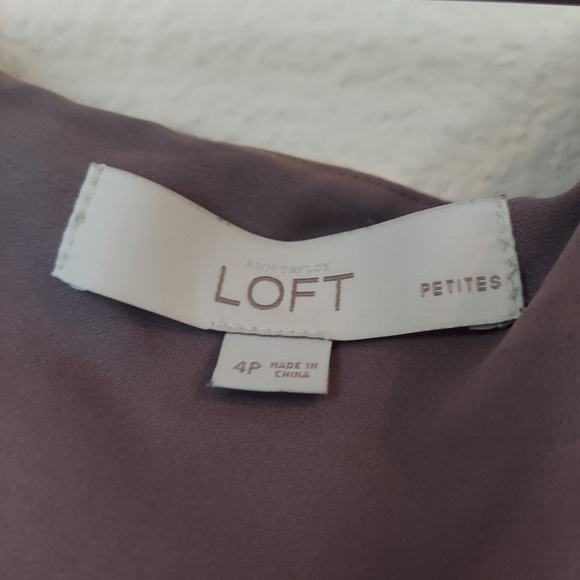 ANN TAYLOR
LOFT
PETITES
4P
MADE IN
CHINA